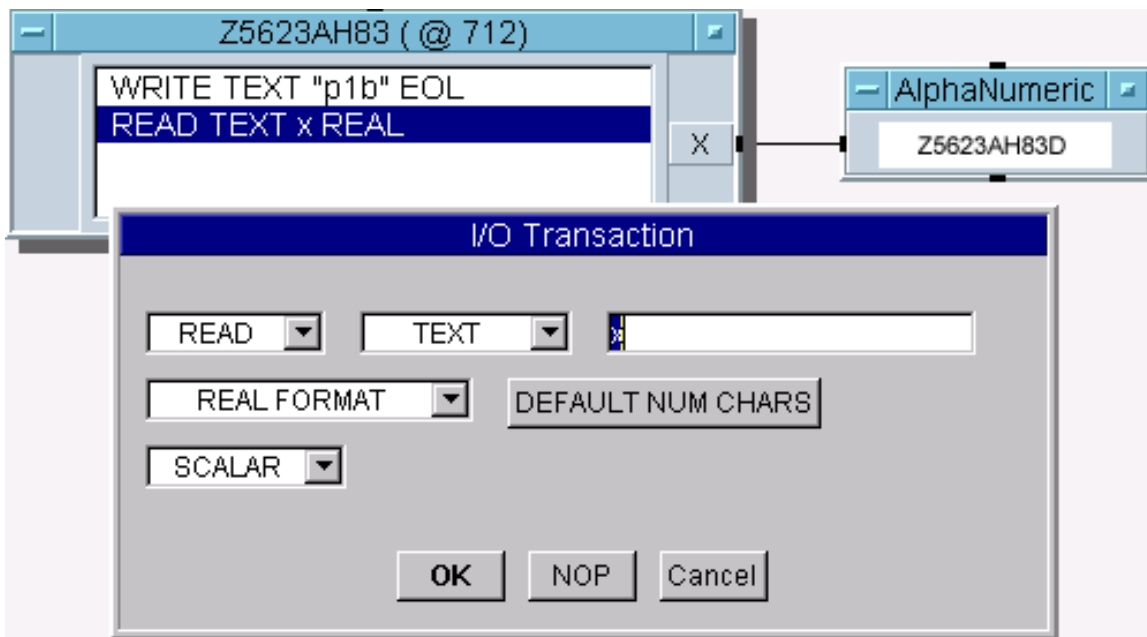 Z5623AH83 ( @ 712)
WRITE TEXT "p1b" EOL
READ TEXT x REAL
X
AlphaNumeric
Z5623AH83D
I/O Transaction
READ TEXT x
REAL FORMAT DEFAULT NUM CHARS
SCALAR
OK NOP Cancel